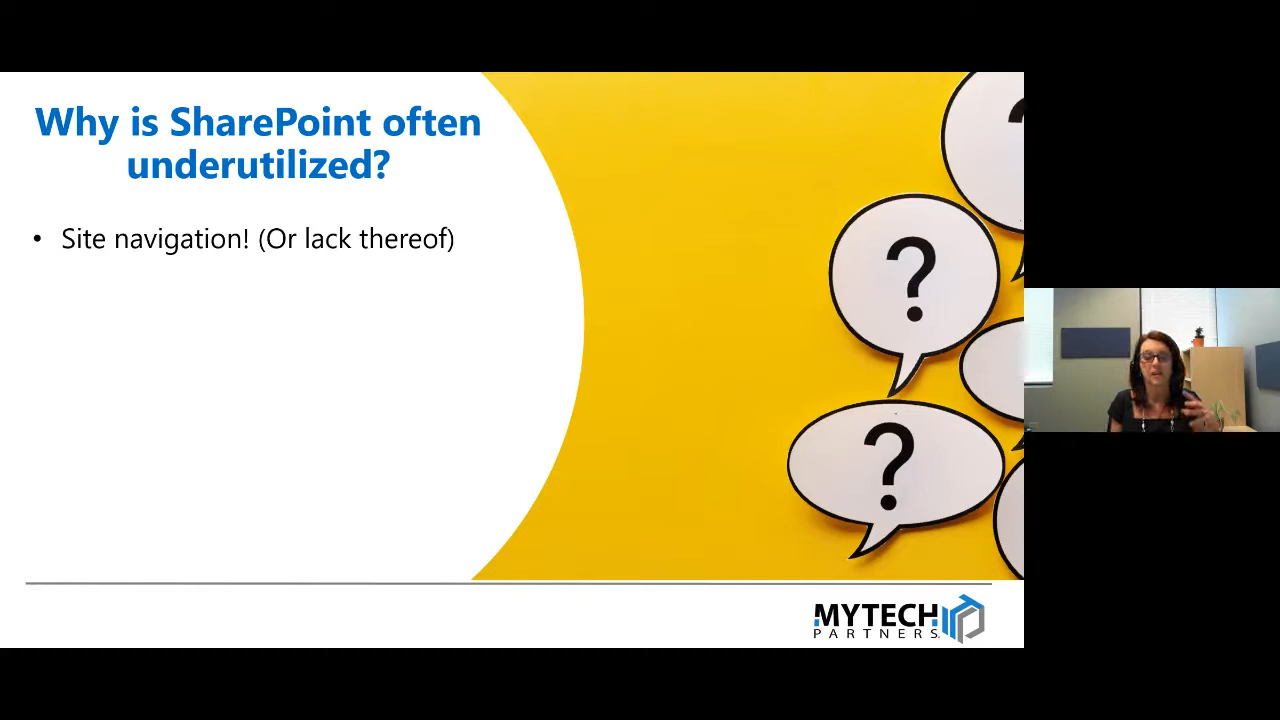 Why is SharePoint often
underutilized?
• Site navigation! (Or lack thereof)
?
?
?
MYTECH
PARTNERS